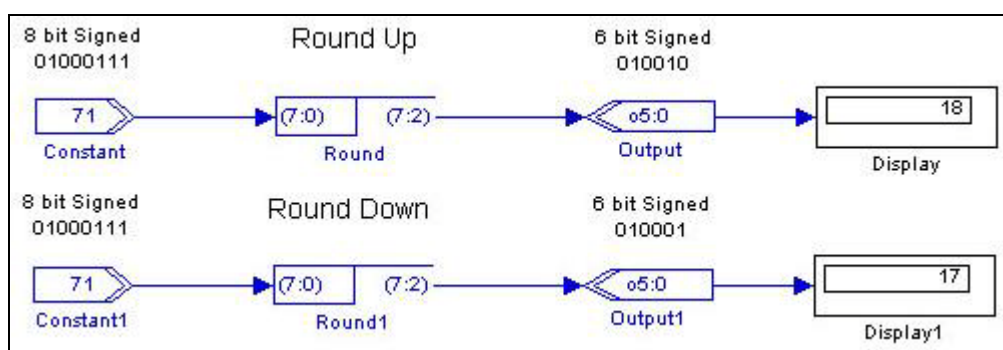 8 bit Signed
01000111
Round Up
6 bit Signed
010010
71
(7:0)
(7:2)
o5:0
18
Constant
Round
Output
Display
8 bit Signed
01000111
Round Down
6 bit Signed
010001
71
(7:0)
(7:2)
o5:0
17
Constant1
Round1
Output1
Display1